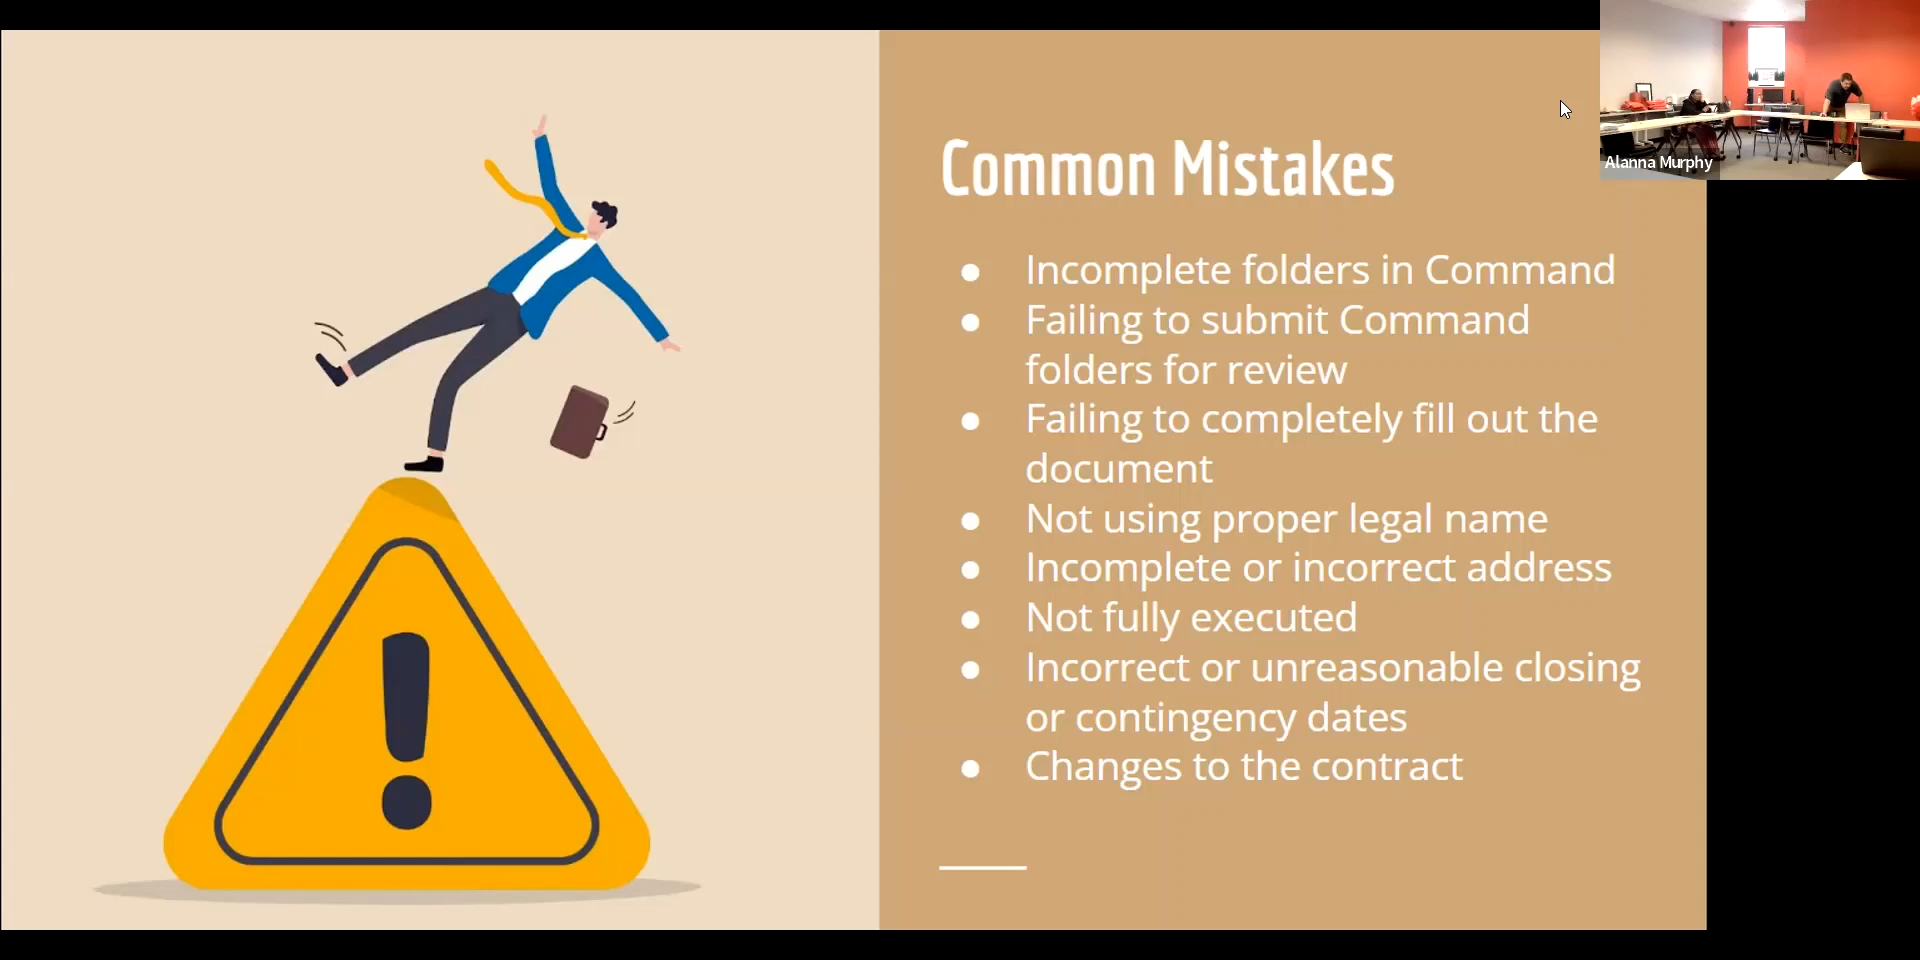 Common Mistakes
● Incomplete folders in Command
● Failing to submit Command
folders for review
● Failing to completely fill out the
document
● Not using proper legal name
● Incomplete or incorrect address
● Not fully executed
● Incorrect or unreasonable closing
or contingency dates
● Changes to the contract
Alanna Murphy